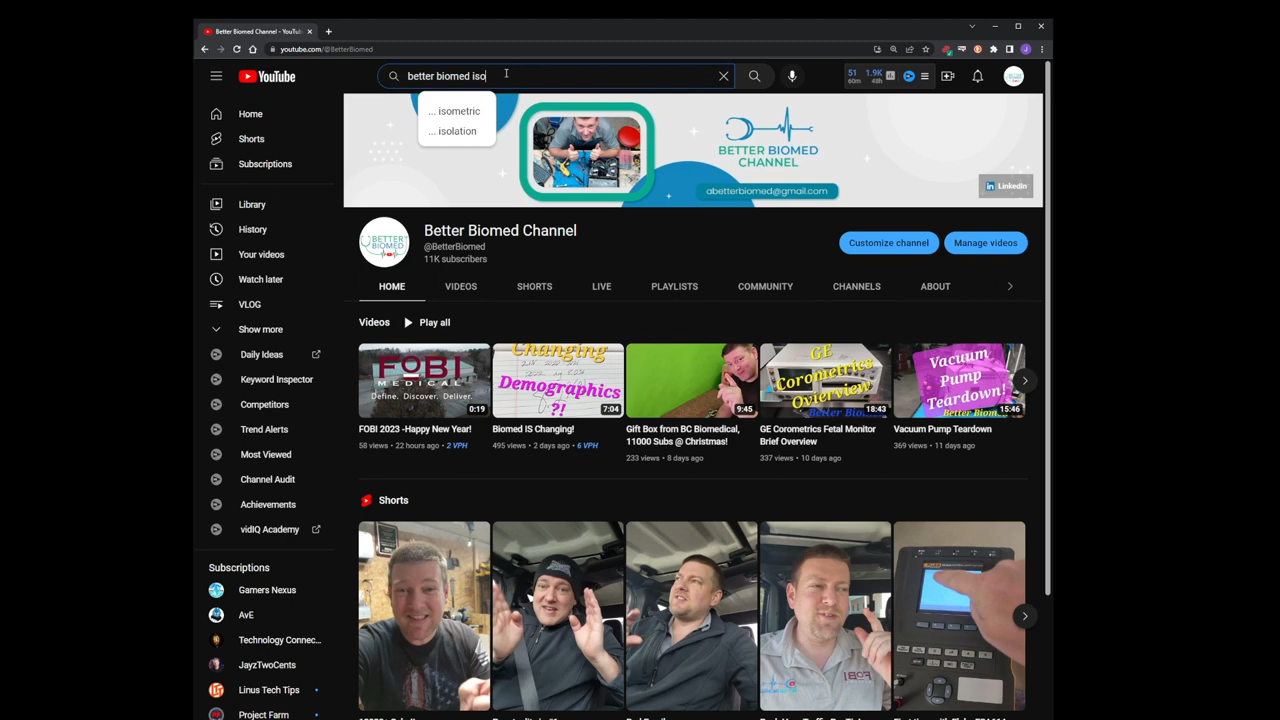 Better Biomed Channel - YouTub
youtube.com/@BetterBiomed
YouTube
better biomed iso
51
60m
1.9K
48h
J
... isometric
... isolation
BETTER BIOMED
CHANNEL
abetterbiomed@gmail.com
LinkedIn
Home
Shorts
Subscriptions
Library
History
Your videos
Watch later
VLOG
Show more
Daily Ideas
Keyword Inspector
Competitors
Trend Alerts
Most Viewed
Channel Audit
Achievements
vidIQ Academy
Subscriptions
Gamers Nexus
AvE
Technology Connec...
JayzTwoCents
Linus Tech Tips
Project Farm
BETTER
BIOMED
Better Biomed Channel
@BetterBiomed
11K subscribers
Customize channel
Manage videos
HOME
VIDEOS
SHORTS
LIVE
PLAYLISTS
COMMUNITY
CHANNELS
ABOUT
Videos
Play all
FOBI
MEDICAL
Define. Discover. Deliver.
0:19
Changing
Demographics
?!
7:04
9:45
GE
Corometrics
Overview
Better Biomed
18:43
Vacuum
Pump
Teardown!
Better Biom
15:46
FOBI 2023 -Happy New Year!
58 views • 22 hours ago • 2 VPH
Biomed IS Changing!
495 views • 2 days ago • 6 VPH
Gift Box from BC Biomedical,
11000 Subs @ Christmas!
233 views • 8 days ago
GE Corometrics Fetal Monitor
Brief Overview
337 views • 10 days ago
Vacuum Pump Teardown
369 views • 11 days ago
Shorts
FOBI